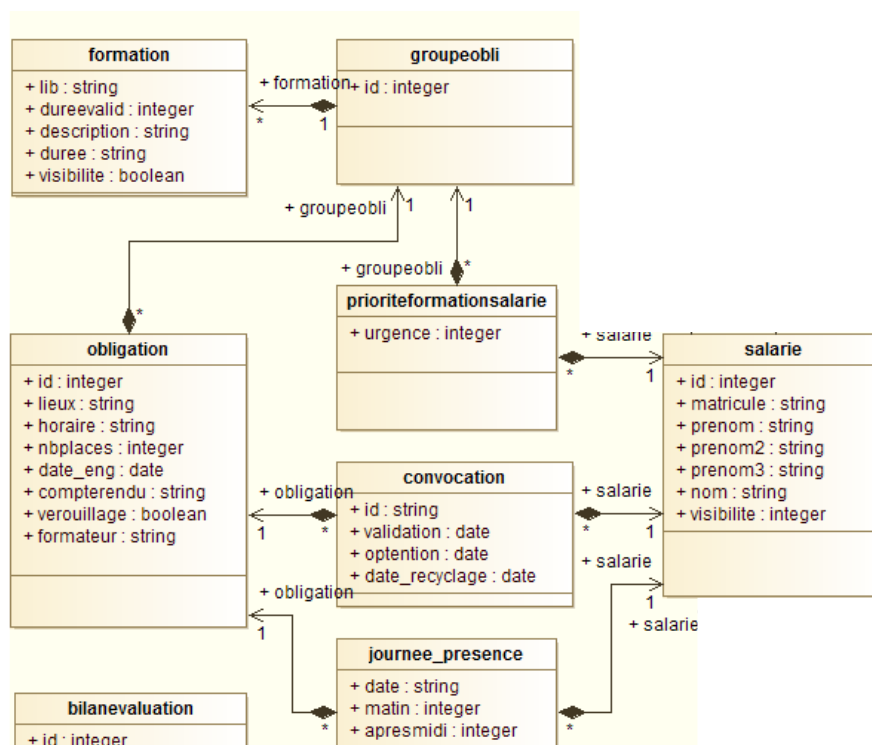 formation
+ lib : string
+ dureevalid : integer
+ description : string
+ duree : string
+ visibilite : boolean
+ formation
*
1
groupeobli
+ id : integer
+ groupeobli
1
*
1
+ groupeobli
*
prioriteformationsalarie
+ urgence : integer
+ salarie
*
1
obligation
+ id : integer
+ lieux : string
+ horaire : string
+ nbplaces : integer
+ date_eng : date
+ compterendu : string
+ verouillage : boolean
+ formateur : string
salarie
+ id : integer
+ matricule : string
+ prenom : string
+ prenom2 : string
+ prenom3 : string
+ nom : string
+ visibilite : integer
+ obligation
1
*
convocation
+ id : string
+ validation : date
+ optention : date
+ date_recyclage : date
+ salarie
*
1
+ obligation
1
*
+ salarie
1
+ salarie
*
journee_presence
+ date : string
+ matin : integer
+ apresmidi : integer
bilanevaluation
+ id : integer